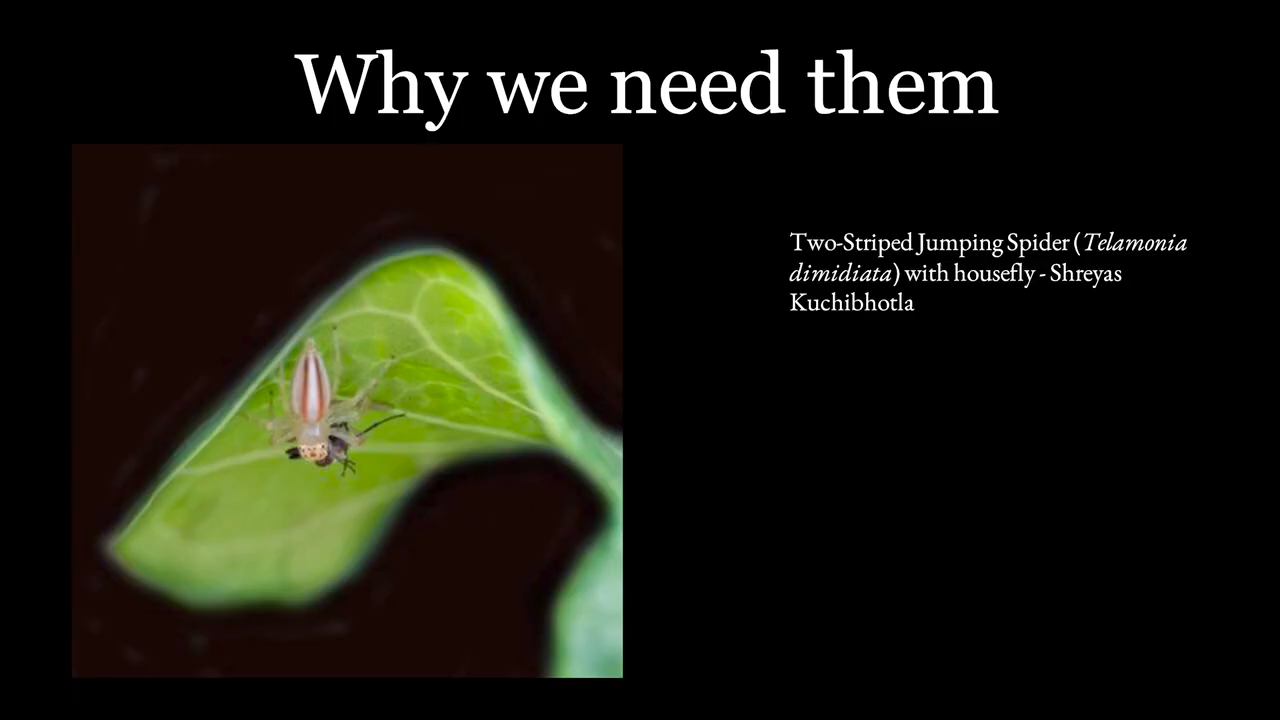 Why we need them
Two-Striped Jumping Spider (Telamonia
dimidiata) with housefly - Shreyas
Kuchibhotla